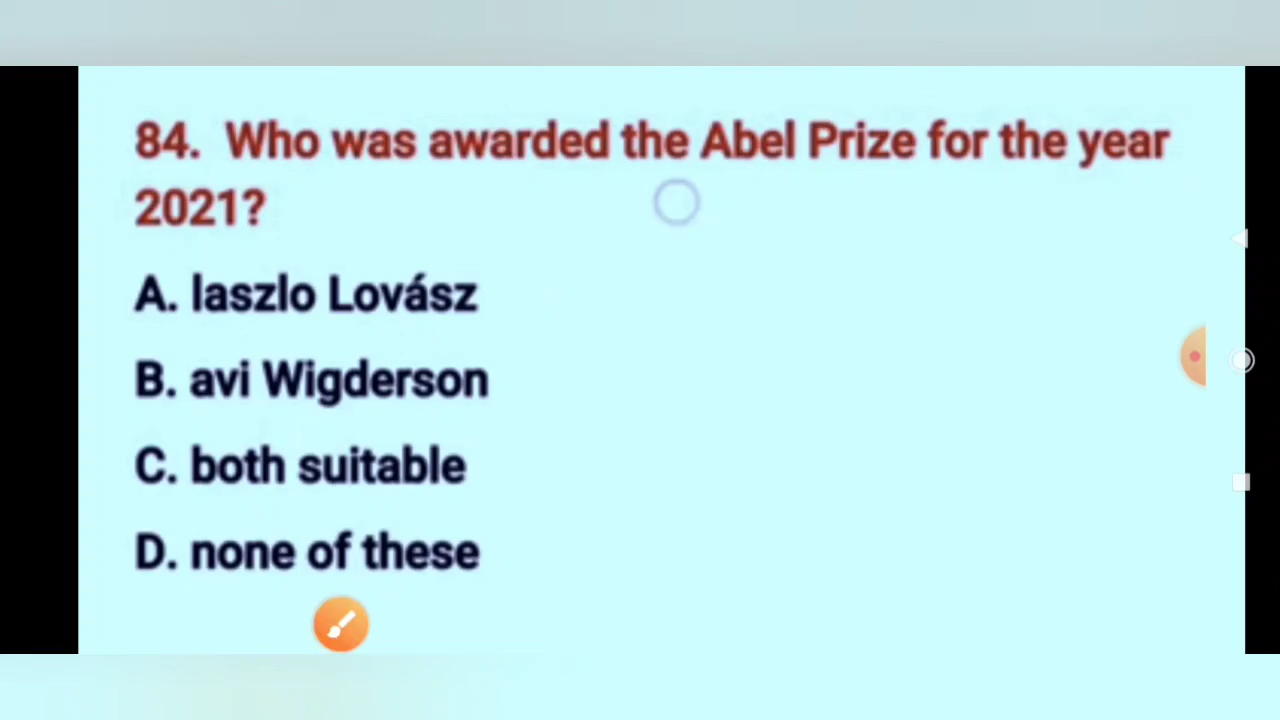 84. Who was awarded the Abel Prize for the year
2021?
A. laszlo Lovász
B. avi Wigderson
C. both suitable
D. none of these